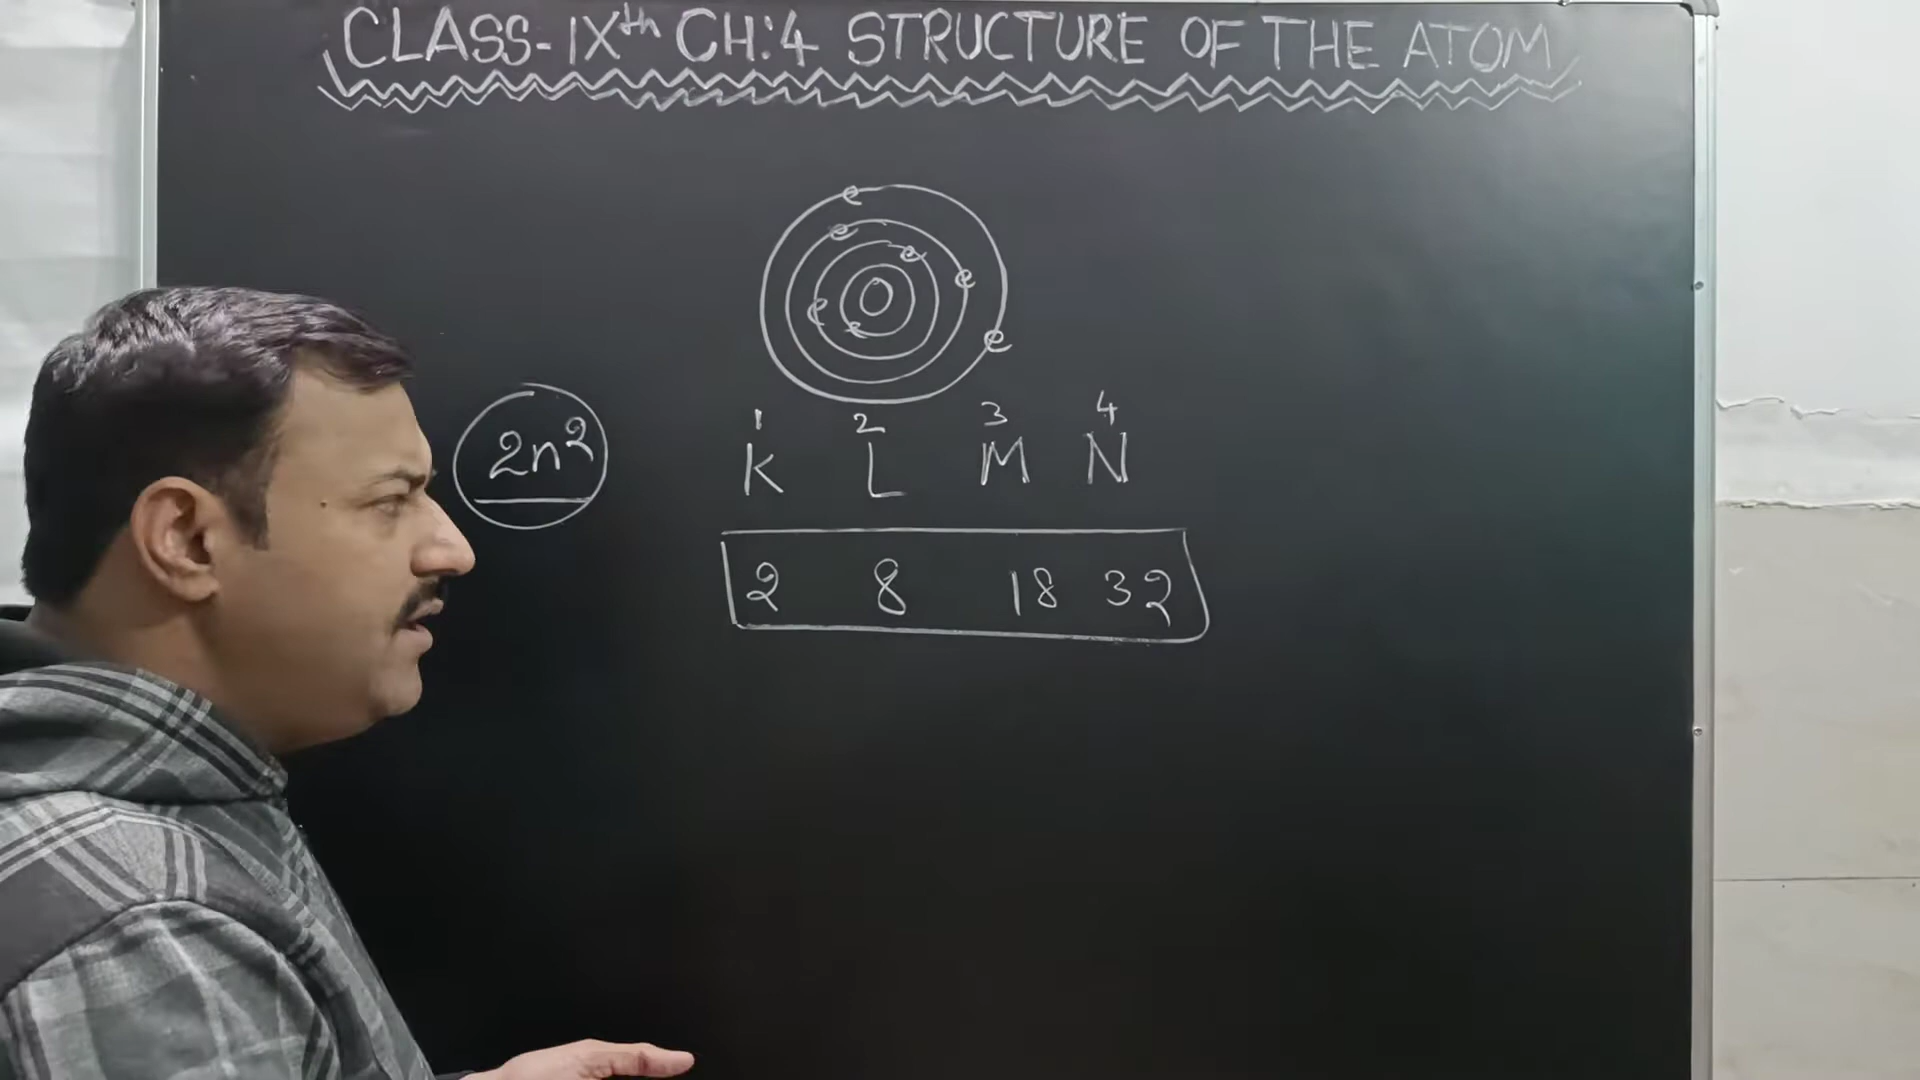 CLASS-IXth CH:4 STRUCTURE OF THE ATOM
e
e
e
e
e
e
e
1 2 3 4
2n² K L M N
2 8 18 32